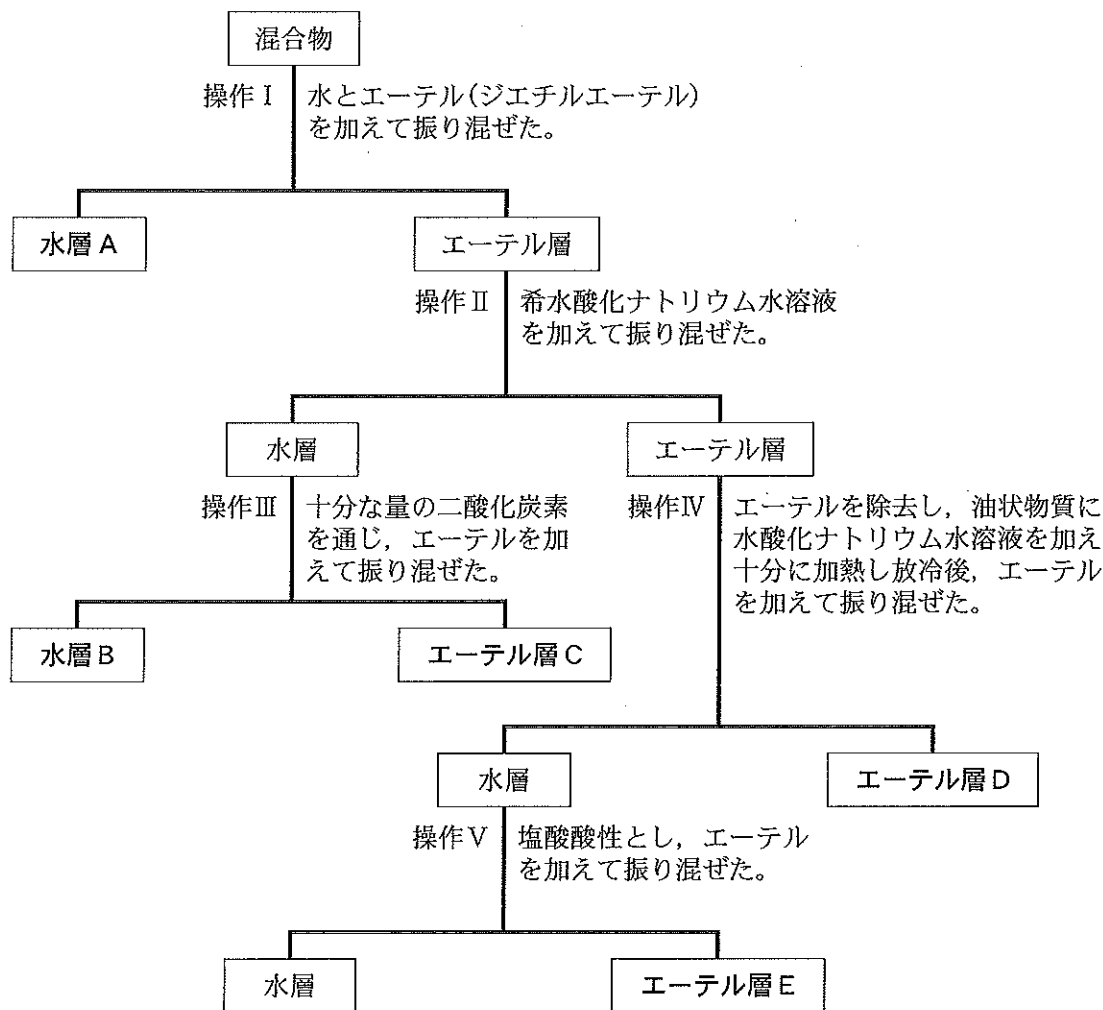 混合物
操作Ⅰ
水とエーテル(ジエチルエーテル)
を加えて振り混ぜた。
水層A
エーテル層
操作Ⅱ
希水酸化ナトリウム水溶液
を加えて振り混ぜた。
水層
エーテル層
操作Ⅲ
十分な量の二酸化炭素
を通じ，エーテルを加
えて振り混ぜた。
操作Ⅳ
エーテルを除去し，油状物質に
水酸化ナトリウム水溶液を加え
十分に加熱し放冷後，エーテル
を加えて振り混ぜた。
水層B
エーテル層C
水層
エーテル層D
操作Ⅴ
塩酸酸性とし，エーテル
を加えて振り混ぜた。
水層
エーテル層E